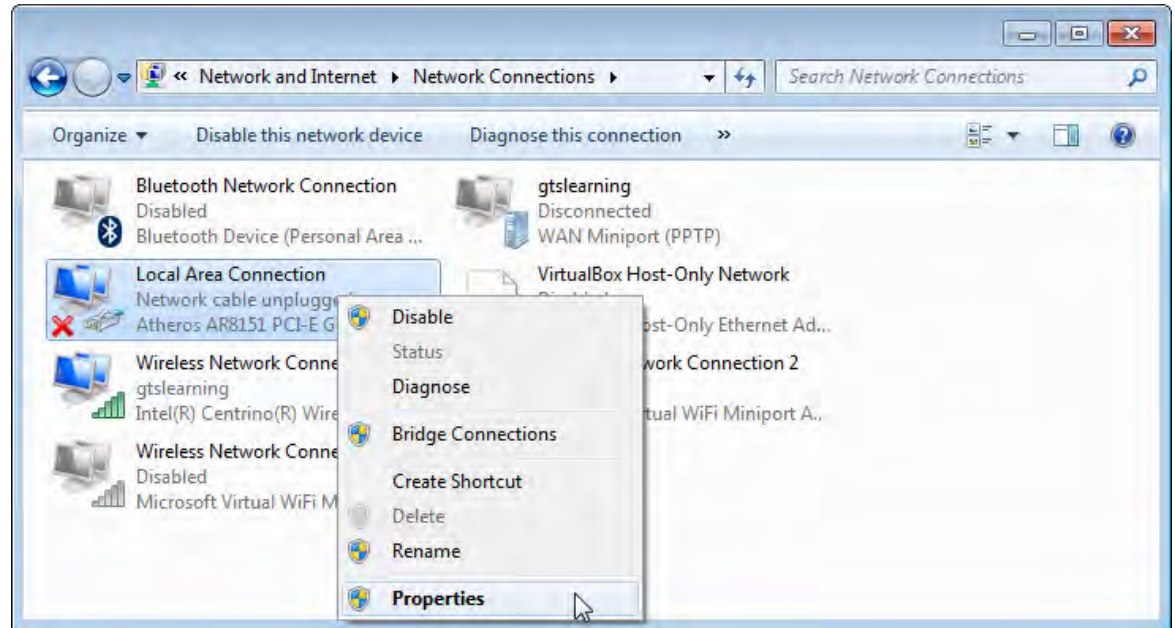 « Network and Internet ▸ Network Connections ▸
Search Network Connections
Organize Disable this network device Diagnose this connection »
Bluetooth Network Connection
Disabled
Bluetooth Device (Personal Area ...
gtslearning
Disconnected
WAN Miniport (PPTP)
Local Area Connection
Network cable unplugge
Atheros AR8151 PCI-E G
VirtualBox Host-Only Network
ost-Only Ethernet Ad...
Wireless Network Conne
gtslearning
Intel(R) Centrino(R) Wire
work Connection 2
tual WiFi Miniport A...
Wireless Network Conne
Disabled
Microsoft Virtual WiFi M
Disable
Status
Diagnose
Bridge Connections
Create Shortcut
Delete
Rename
Properties